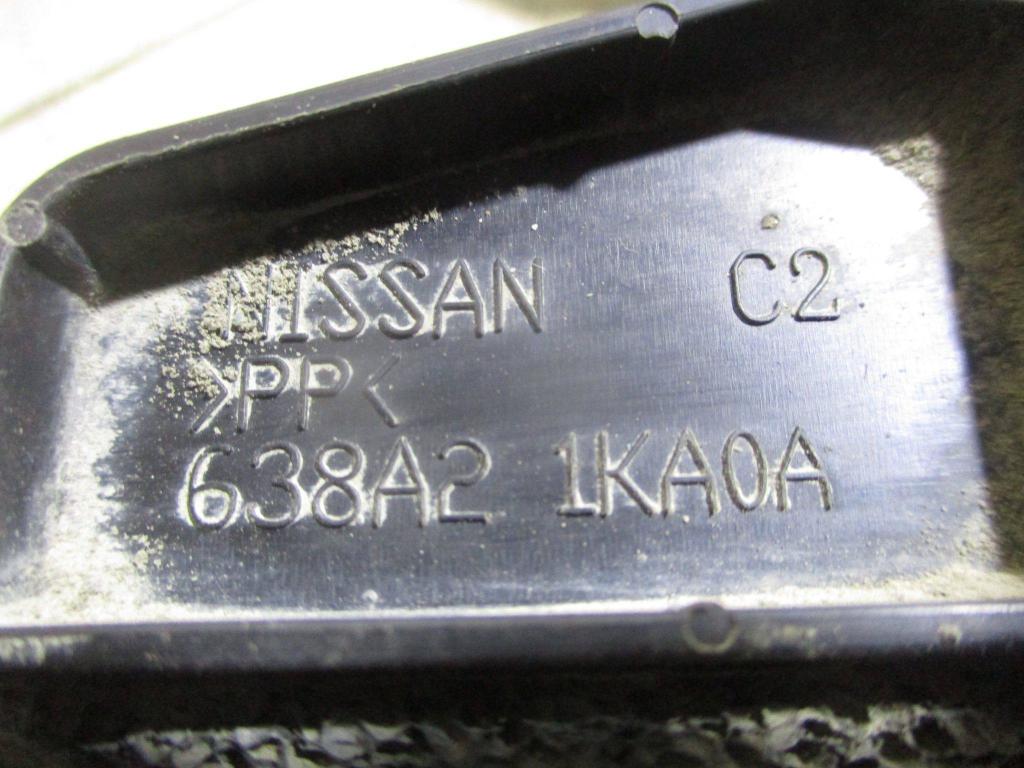 NISSAN C2
>PP<
638A2 1KA0A